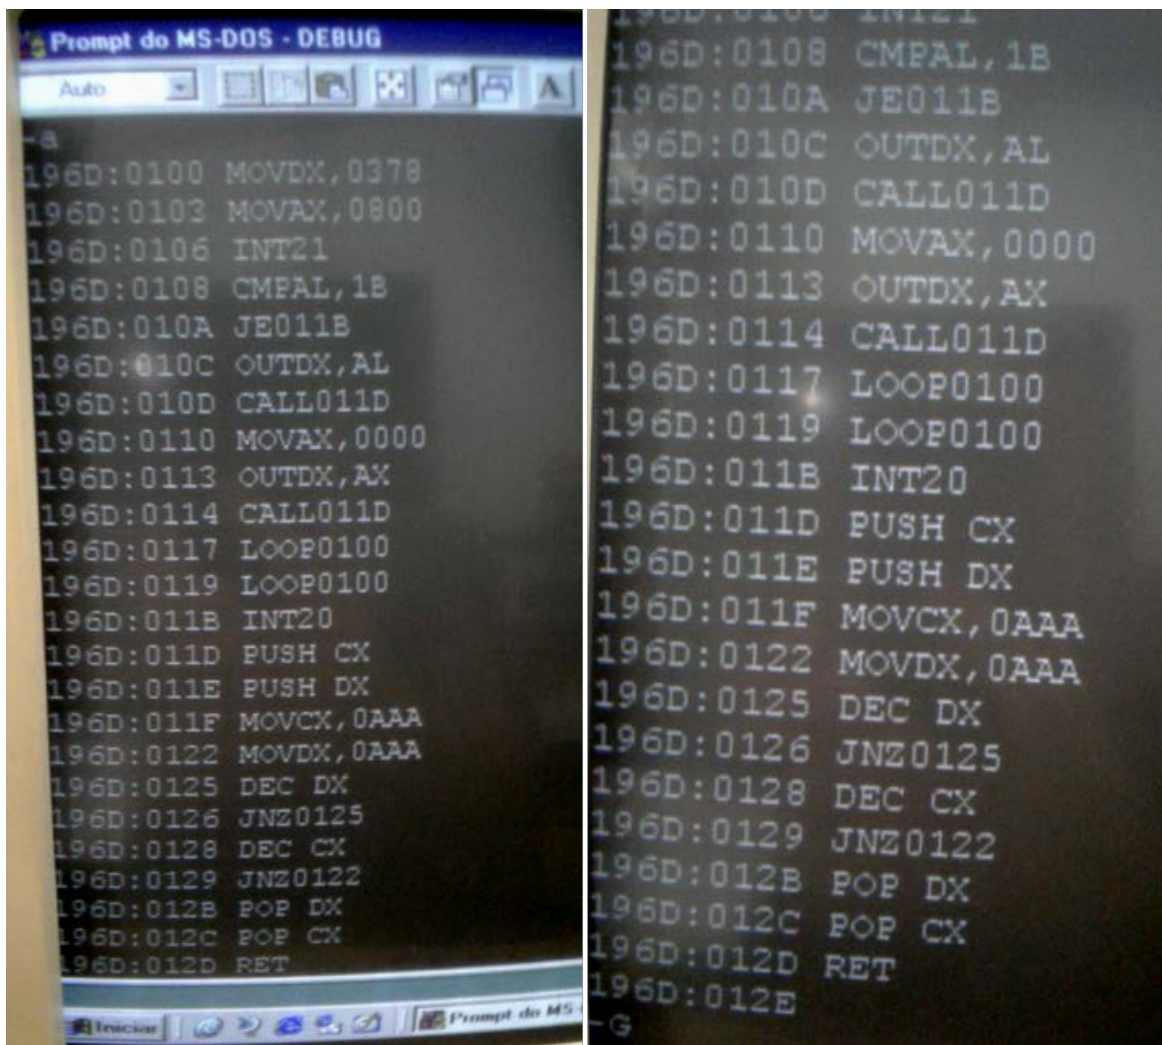 Prompt do MS-DOS - DEBUG
Auto
A
-a
196D:0100 MOVDX,0378
196D:0103 MOVAX,0800
196D:0106 INT21
196D:0108 CMPAL,1B
196D:010A JE011B
196D:010C OUTDX,AL
196D:010D CALL011D
196D:0110 MOVAX,0000
196D:0113 OUTDX,AX
196D:0114 CALL011D
196D:0117 LOOP0100
196D:0119 LOOP0100
196D:011B INT20
196D:011D PUSH CX
196D:011E PUSH DX
196D:011F MOVCX,0AAA
196D:0122 MOVDX,0AAA
196D:0125 DEC DX
196D:0126 JNZ0125
196D:0128 DEC CX
196D:0129 JNZ0122
196D:012B POP DX
196D:012C POP CX
196D:012D RET
Iniciar
Prompt do MS-
196D:0106 INT21
196D:0108 CMPAL,1B
196D:010A JE011B
196D:010C OUTDX,AL
196D:010D CALL011D
196D:0110 MOVAX,0000
196D:0113 OUTDX,AX
196D:0114 CALL011D
196D:0117 LOOP0100
196D:0119 LOOP0100
196D:011B INT20
196D:011D PUSH CX
196D:011E PUSH DX
196D:011F MOVCX,0AAA
196D:0122 MOVDX,0AAA
196D:0125 DEC DX
196D:0126 JNZ0125
196D:0128 DEC CX
196D:0129 JNZ0122
196D:012B POP DX
196D:012C POP CX
196D:012D RET
196D:012E
-G